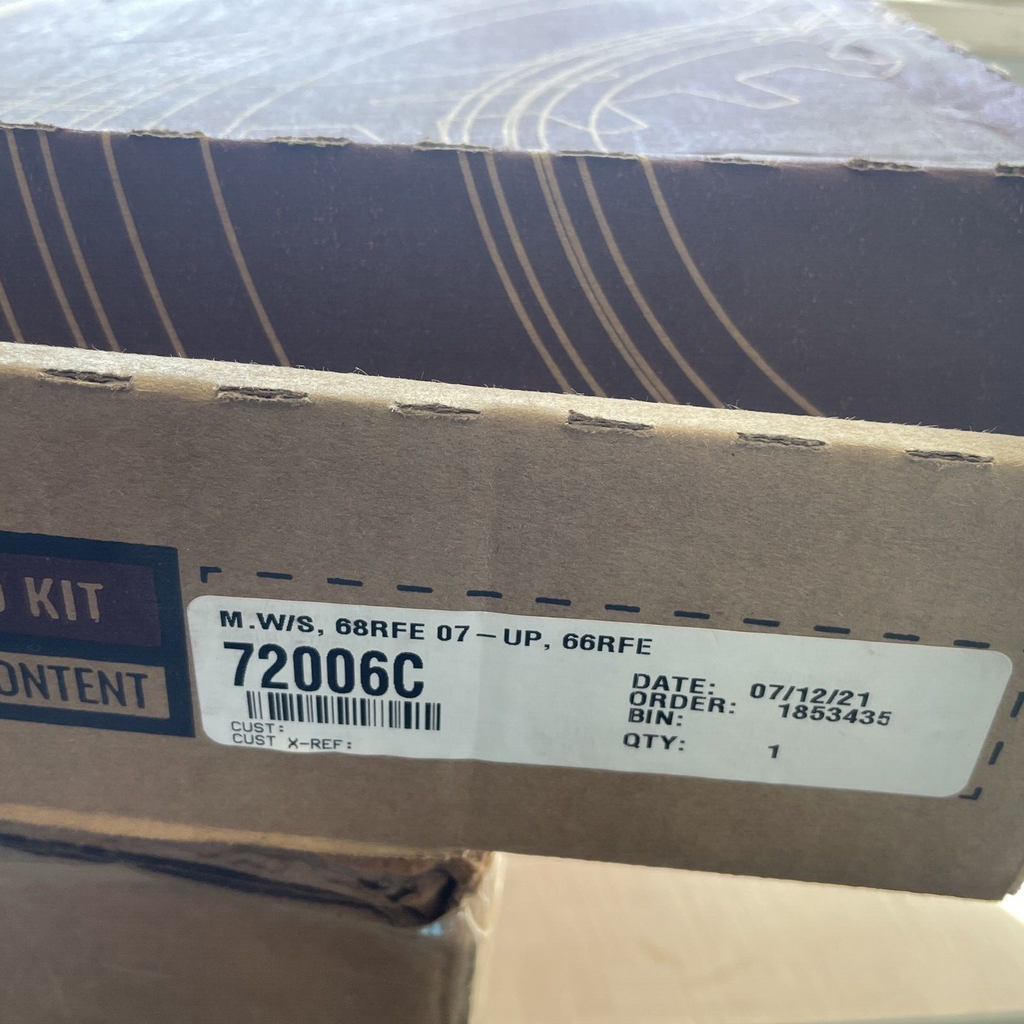 KIT
ONTENT
M.W/S, 68RFE 07-UP, 66RFE
72006C
CUST:
CUST X-REF:
DATE: 07/12/21
ORDER: 1853435
BIN:
QTY: 1